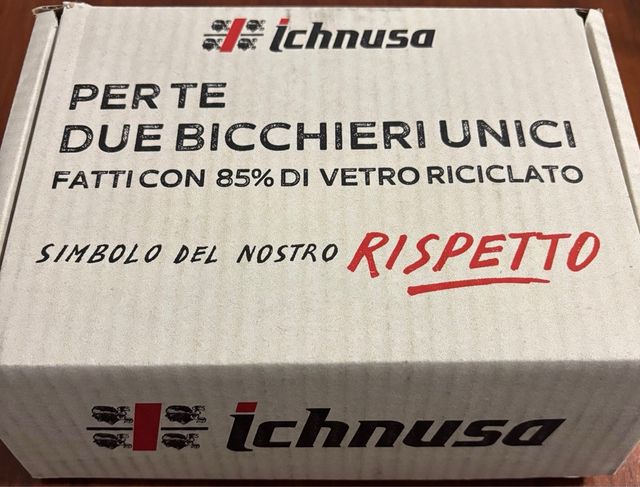 ichnusa
PER TE
DUE BICCHIERI UNICI
FATTI CON 85% DI VETRO RICICLATO
SIMBOLO DEL NOSTRO RISPETTO
ichnusa